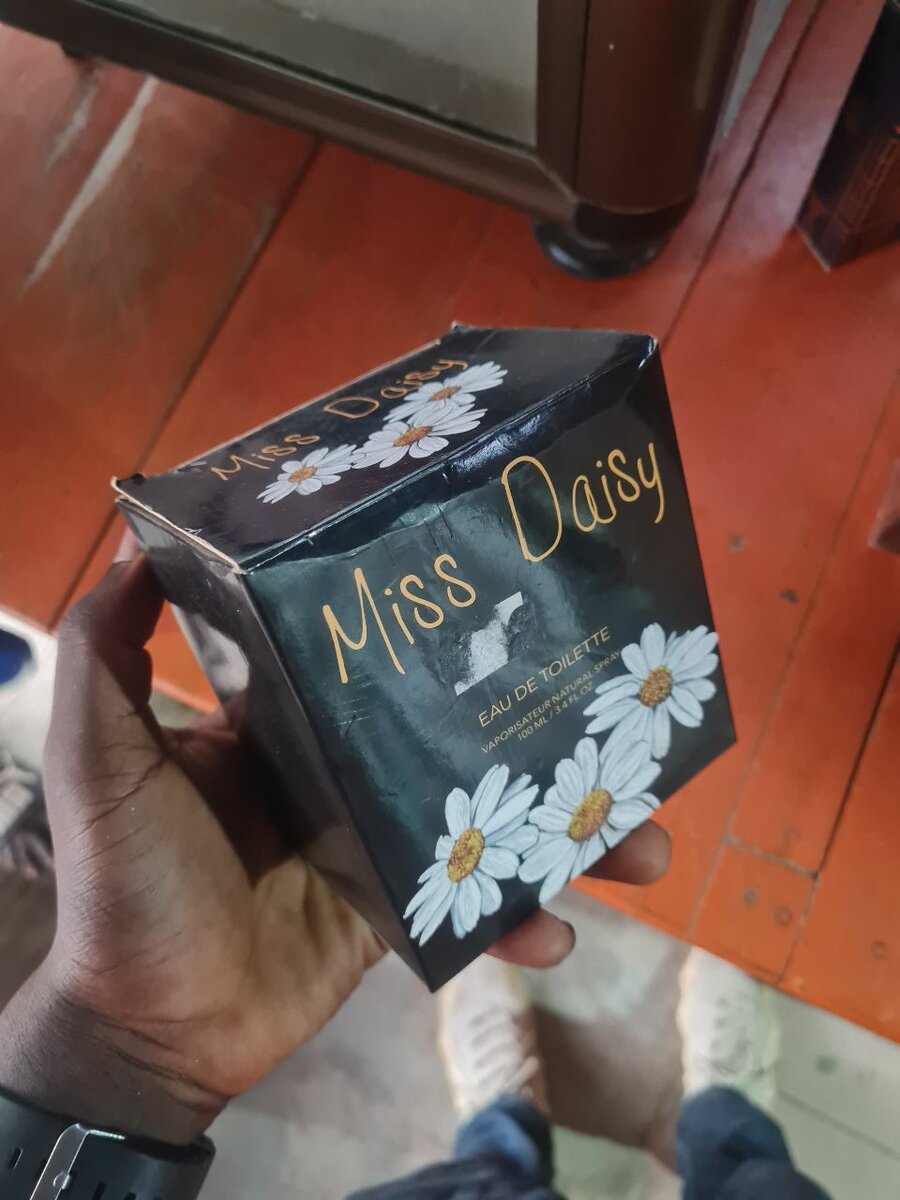 Miss Daisy
Miss Daisy
EAU DE TOILETTE
VAPORISATEUR NATURAL SPRAY
100 ML / 3.4 FL.OZ